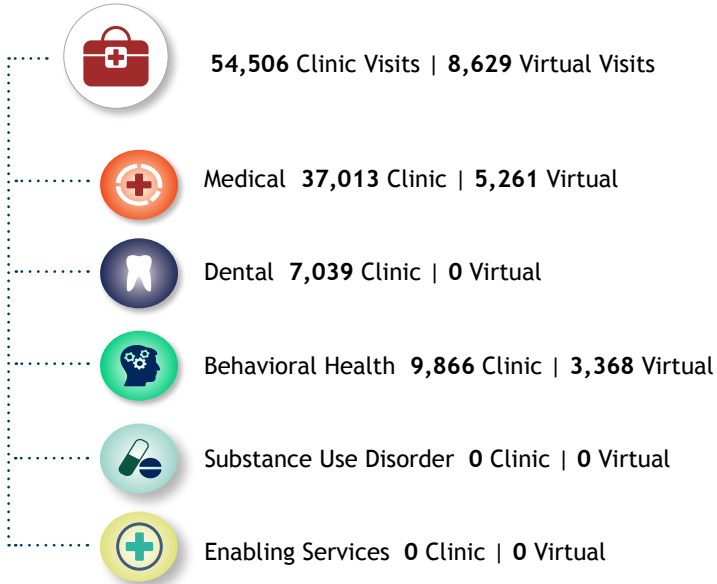 54,506 Clinic Visits | 8,629 Virtual Visits
Medical 37,013 Clinic | 5,261 Virtual
Dental 7,039 Clinic | 0 Virtual
Behavioral Health 9,866 Clinic | 3,368 Virtual
Substance Use Disorder 0 Clinic | 0 Virtual
Enabling Services 0 Clinic | 0 Virtual